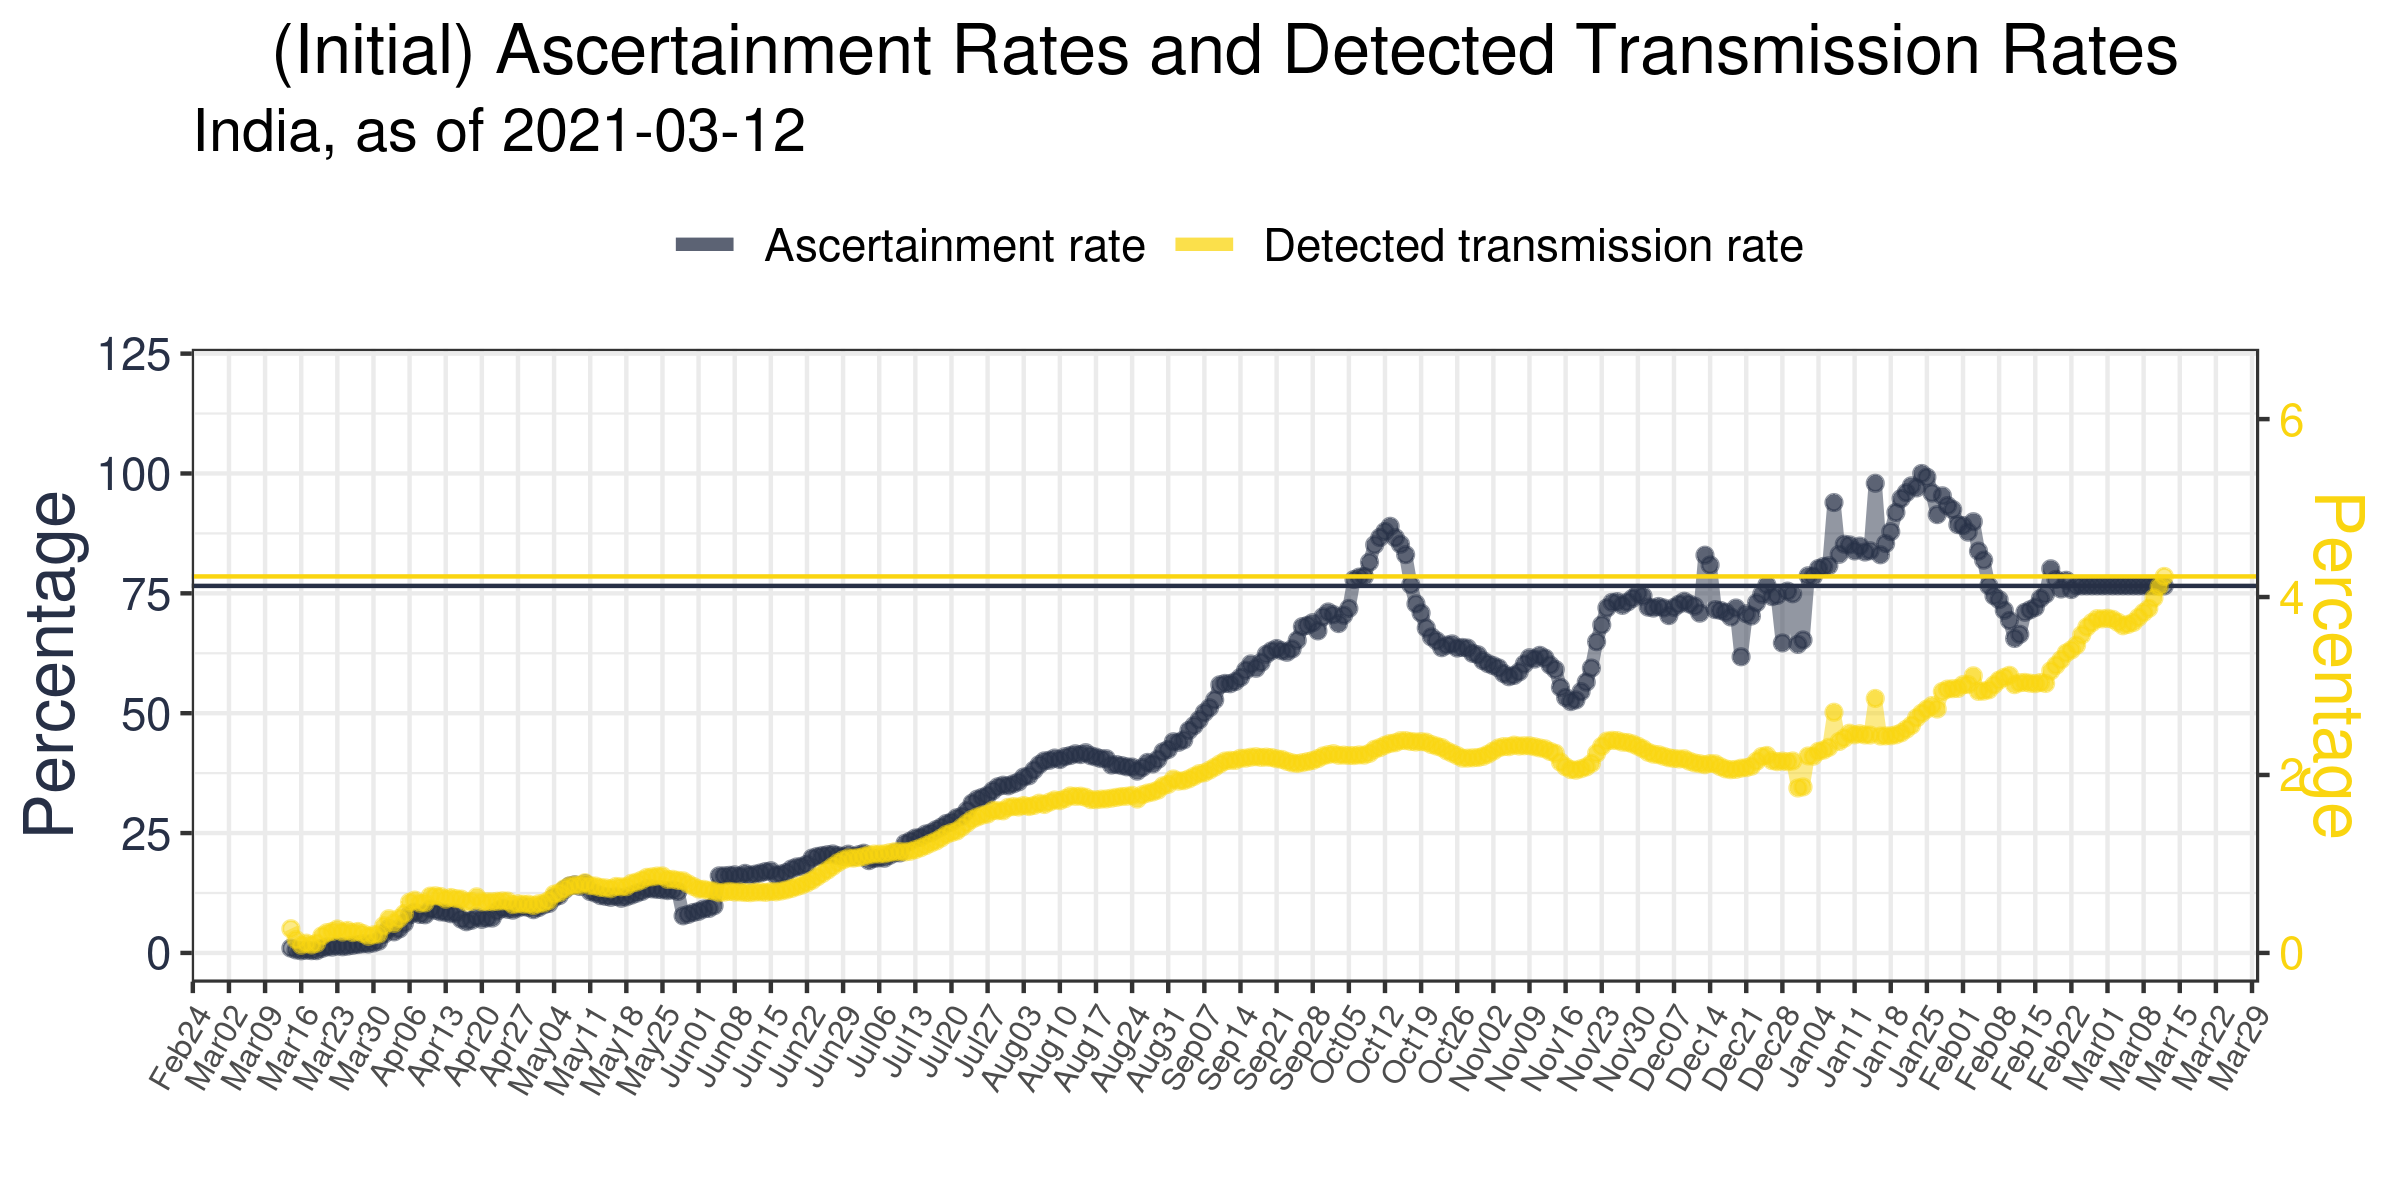 (Initial) Ascertainment Rates and Detected Transmission Rates
India, as of 2021-03-12
Ascertainment rate
Detected transmission rate
Percentage
125
100
75
50
25
0
6
4
2
0
Percentage
Feb24
Mar02
Mar09
Mar16
Mar23
Mar30
Apr06
Apr13
Apr20
Apr27
May04
May11
May18
May25
Jun01
Jun08
Jun15
Jun22
Jun29
Jul06
Jul13
Jul20
Jul27
Aug03
Aug10
Aug17
Aug24
Aug31
Sep07
Sep14
Sep21
Sep28
Oct05
Oct12
Oct19
Oct26
Nov02
Nov09
Nov16
Nov23
Nov30
Dec07
Dec14
Dec21
Dec28
Jan04
Jan11
Jan18
Jan25
Feb01
Feb08
Feb15
Feb22
Mar01
Mar08
Mar15
Mar22
Mar29